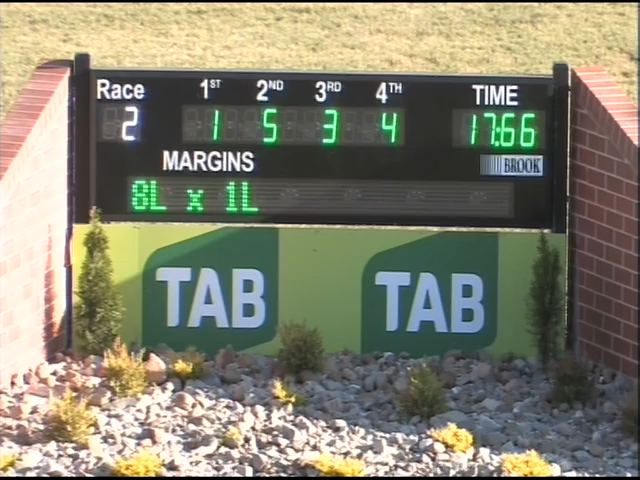 Race 1ST 2ND 3RD 4TH TIME
2 1 5 3 4 17:66
MARGINS BROOK
8L x 1L
TAB TAB